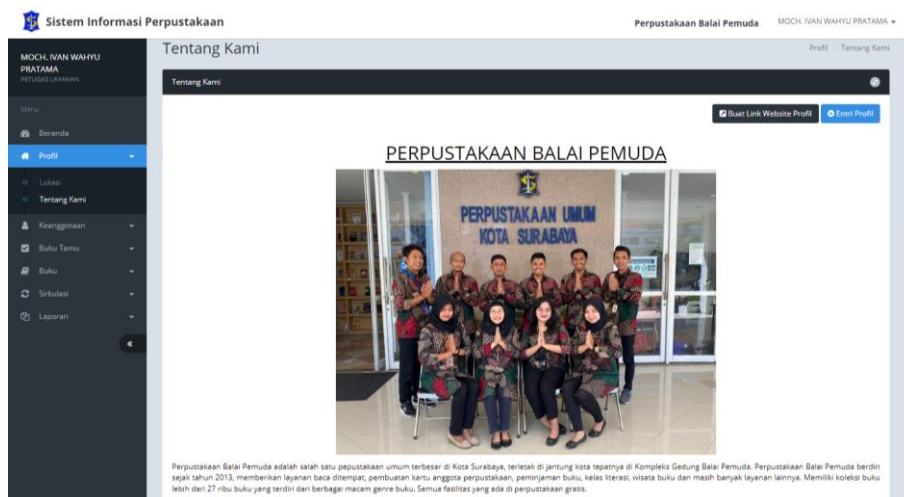 Sistem Informasi Perpustakaan
Perpustakaan Balai Pemuda
MOCH. IVAN WAHYU PRATAMA
MOCH. IVAN WAHYU
PRATAMA
PETUGAS LAYANAN
Tentang Kami
Profil / Tentang Kami
Menu
Beranda
Profil
Lokasi
Tentang Kami
Keanggotaan
Buku Tamu
Buku
Sirkulasi
Laporan
Tentang Kami
Buat Link Website Profil
Entri Profil
PERPUSTAKAAN BALAI PEMUDA
PERPUSTAKAAN UMUM
KOTA SURABAYA
Perpustakaan Balai Pemuda adalah salah satu pepustakaan umum terbesar di Kota Surabaya, terletak di jantung kota tepatnya di Kompleks Gedung Balai Pemuda. Perpustakaan Balai Pemuda berdiri
sejak tahun 2013, memberikan layanan baca ditempat, pembuatan kartu anggota perpustakaan, peminjaman buku, kelas literasi, wisata buku dan masih banyak layanan lainnya. Memiliki koleksi buku
lebih dari 27 ribu buku yang terdiri dari berbagai macam genre buku. Semua fasilitas yang ada di perpustakaan gratis.